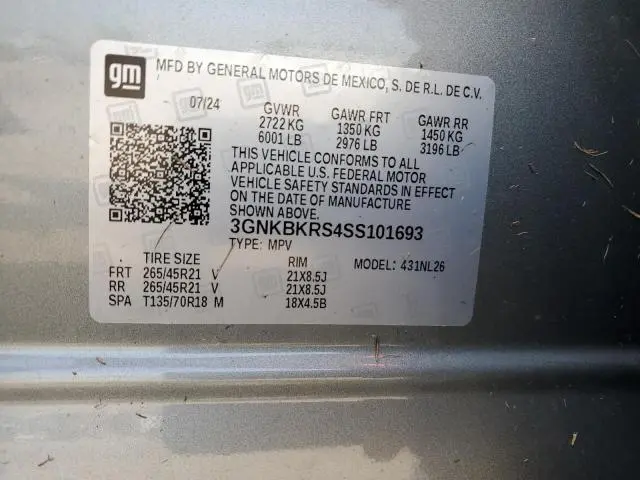 gm
MFD BY GENERAL MOTORS DE MEXICO, S. DE R.L. DE C.V.
07/24 GVWR GAWR FRT GAWR RR
2722 KG 1350 KG 1450 KG
6001 LB 2976 LB 3196 LB
THIS VEHICLE CONFORMS TO ALL
APPLICABLE U.S. FEDERAL MOTOR
VEHICLE SAFETY STANDARDS IN EFFECT
ON THE DATE OF MANUFACTURE
SHOWN ABOVE.
3GNKBKRS4SS101693
TYPE: MPV
TIRE SIZE RIM MODEL: 431NL26
FRT 265/45R21 V 21X8.5J
RR 265/45R21 V 21X8.5J
SPA T135/70R18 M 18X4.5B